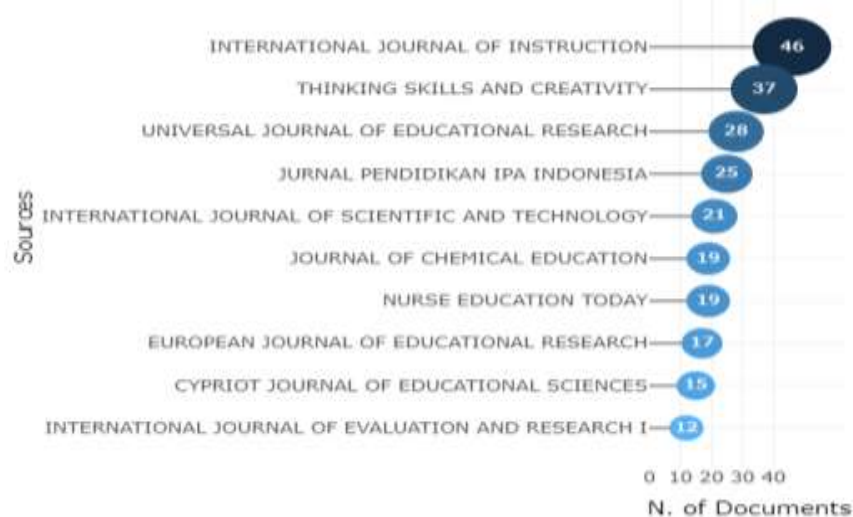 INTERNATIONAL JOURNAL OF INSTRUCTION 46
THINKING SKILLS AND CREATIVITY 37
UNIVERSAL JOURNAL OF EDUCATIONAL RESEARCH 28
JURNAL PENDIDIKAN IPA INDONESIA 25
INTERNATIONAL JOURNAL OF SCIENTIFIC AND TECHNOLOGY 21
JOURNAL OF CHEMICAL EDUCATION 19
NURSE EDUCATION TODAY 19
EUROPEAN JOURNAL OF EDUCATIONAL RESEARCH 17
CYPRIOT JOURNAL OF EDUCATIONAL SCIENCES 15
INTERNATIONAL JOURNAL OF EVALUATION AND RESEARCH I 12
Sources
0 10 20 30 40
N. of Documents